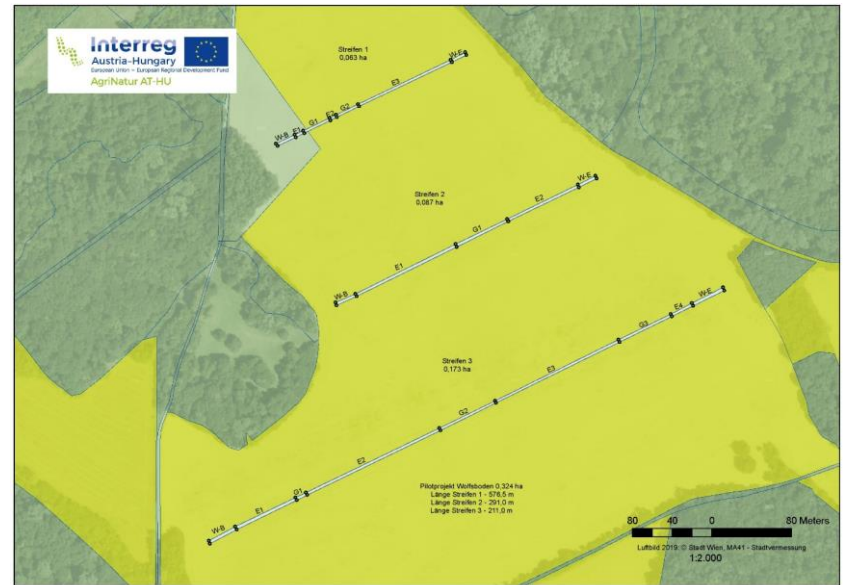 Interreg
Austria-Hungary
European Union – European Regional Development Fund
AgriNatur AT-HU
Streifen 1
0,063 ha
W-E
E3
G2
E2
G1
E1
W-B
Streifen 2
0,087 ha
W-E
E2
G1
E1
W-B
Streifen 3
0,173 ha
W-E
E4
G3
E3
G2
E2
G1
E1
W-B
Pilotprojekt Wolfsboden 0,324 ha
Länge Streifen 1 - 576,5 m
Länge Streifen 2 - 291,0 m
Länge Streifen 3 - 211,0 m
80 40 0 80 Meters
Luftbild 2019: © Stadt Wien, MA41 - Stadtvermessung
1:2.000